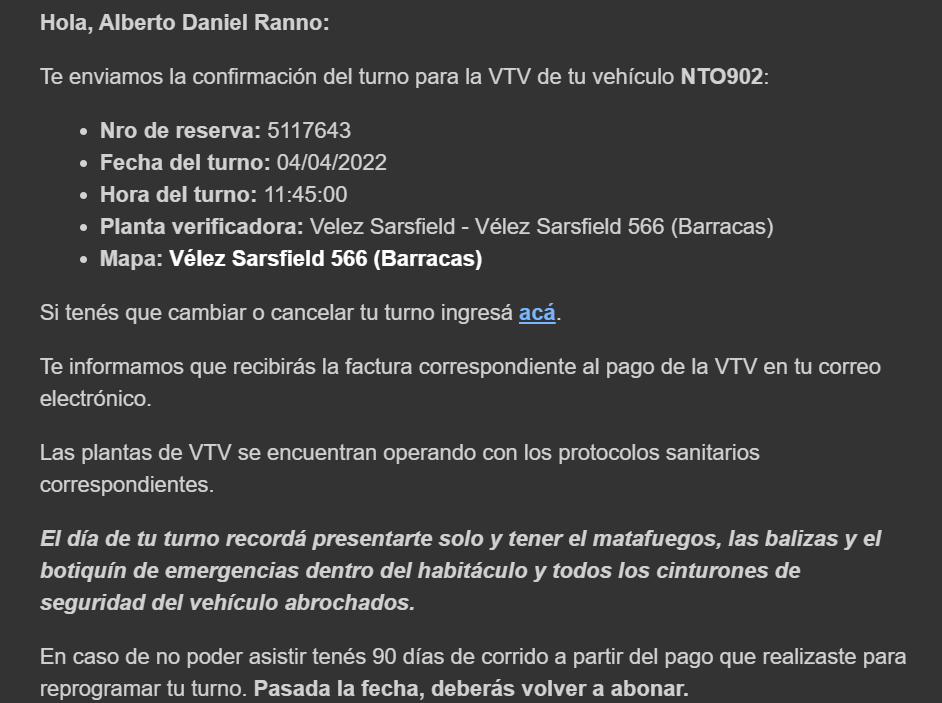 Hola, Alberto Daniel Ranno:
Te enviamos la confirmación del turno para la VTV de tu vehículo NTO902:
• Nro de reserva: 5117643
• Fecha del turno: 04/04/2022
• Hora del turno: 11:45:00
• Planta verificadora: Velez Sarsfield - Vélez Sarsfield 566 (Barracas)
• Mapa: Vélez Sarsfield 566 (Barracas)
Si tenés que cambiar o cancelar tu turno ingresá acá.
Te informamos que recibirás la factura correspondiente al pago de la VTV en tu correo
electrónico.
Las plantas de VTV se encuentran operando con los protocolos sanitarios
correspondientes.
El día de tu turno recordá presentarte solo y tener el matafuegos, las balizas y el
botiquín de emergencias dentro del habitáculo y todos los cinturones de
seguridad del vehículo abrochados.
En caso de no poder asistir tenés 90 días de corrido a partir del pago que realizaste para
reprogramar tu turno. Pasada la fecha, deberás volver a abonar.